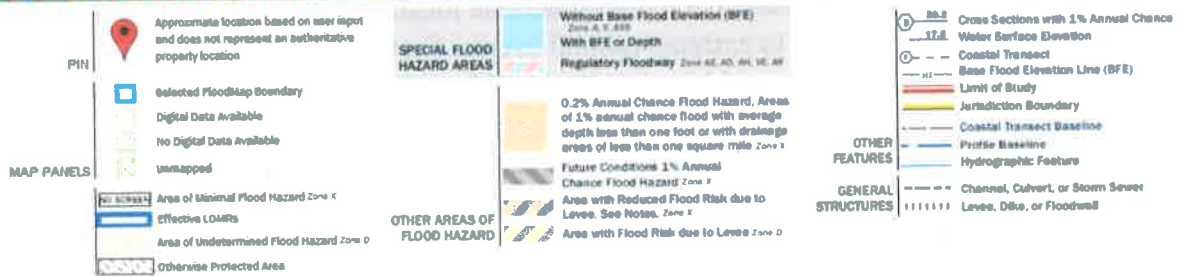 PIN
Approximate location based on user input
and does not represent an authoritative
property location
MAP PANELS
Selected FloodMap Boundary
Digital Data Available
No Digital Data Available
Unmapped
NO SCREEN Area of Minimal Flood Hazard Zone X
Effective LOMRs
Area of Undetermined Flood Hazard Zone D
Otherwise Protected Area
SPECIAL FLOOD
HAZARD AREAS
Without Base Flood Elevation (BFE)
Zone A, V, A99
With BFE or Depth
Regulatory Floodway Zone AE, AO, AH, VE, AR
OTHER AREAS OF
FLOOD HAZARD
0.2% Annual Chance Flood Hazard, Areas
of 1% annual chance flood with average
depth less than one foot or with drainage
areas of less than one square mile Zone X
Future Conditions 1% Annual
Chance Flood Hazard Zone X
Area with Reduced Flood Risk due to
Levee. See Notes. Zone X
Area with Flood Risk due to Levee Zone D
OTHER
FEATURES
B 20.2 Cross Sections with 1% Annual Chance
17.5 Water Surface Elevation
Coastal Transect
Base Flood Elevation Line (BFE)
Limit of Study
Jurisdiction Boundary
Coastal Transect Baseline
Profile Baseline
Hydrographic Feature
GENERAL
STRUCTURES
Channel, Culvert, or Storm Sewer
Levee, Dike, or Floodwall